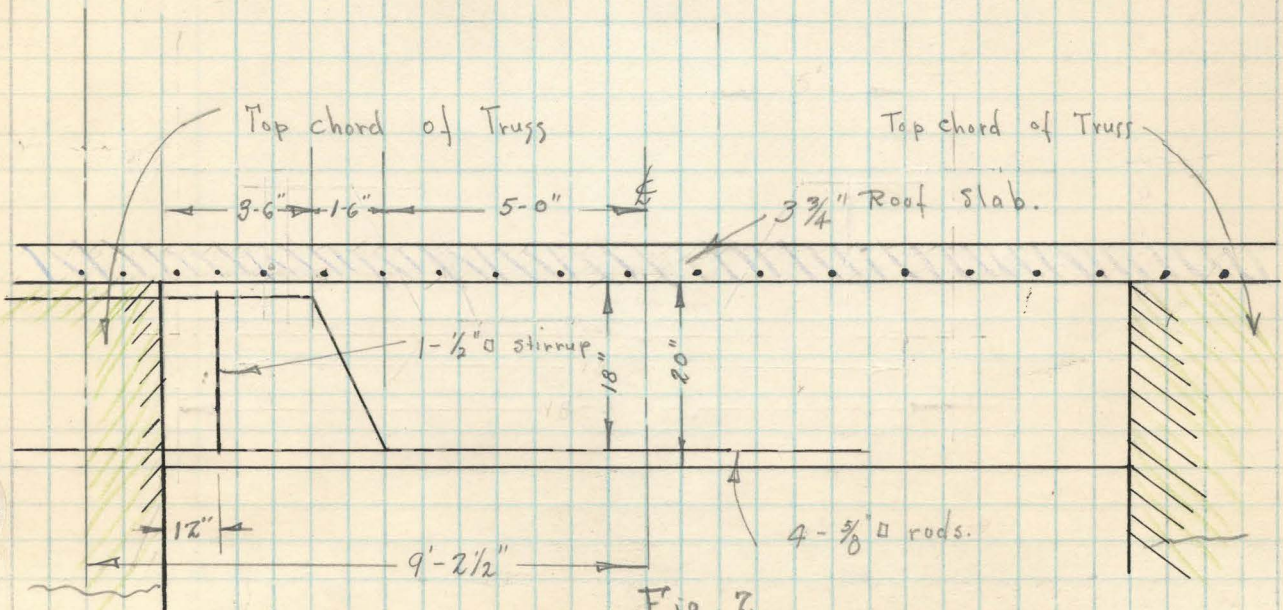 Top chord of Truss
Top chord of Truss
3-6"
1-6"
5-0"
℄
3 3/4" Roof Slab.
1-1/2" □ stirrup
18"
20"
12"
4 - 5/8 □ rods.
9'-2 1/2"